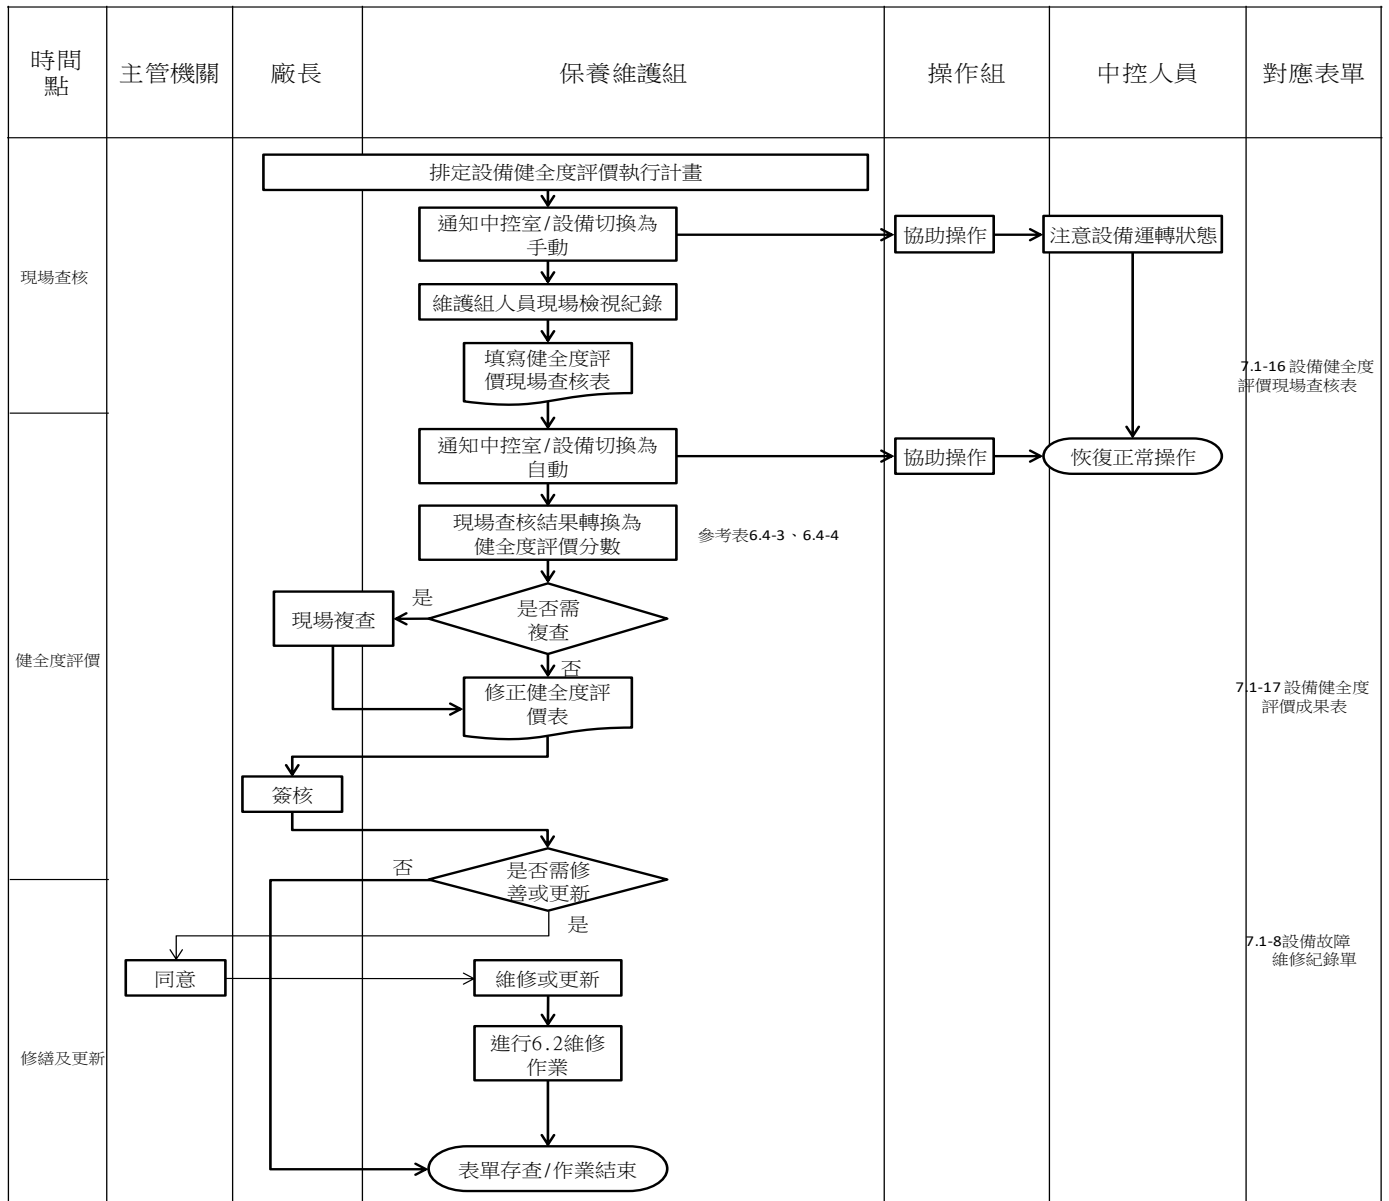 時間
點
主管機關
廠長
保養維護組
操作組
中控人員
對應表單
排定設備健全度評價執行計畫
通知中控室/設備切換為
手動
協助操作
注意設備運轉狀態
現場查核
維護組人員現場檢視紀錄
填寫健全度評
價現場查核表
7.1-16 設備健全度
評價現場查核表
通知中控室/設備切換為
自動
協助操作
恢復正常操作
現場查核結果轉換為
健全度評價分數
參考表6.4-3、6.4-4
是
是否需
複查
現場複查
否
健全度評價
修正健全度評
價表
7.1-17 設備健全度
評價成果表
簽核
否
是否需修
善或更新
是
7.1-8設備故障
維修紀錄單
同意
維修或更新
修繕及更新
進行6.2維修
作業
表單存查/作業結束